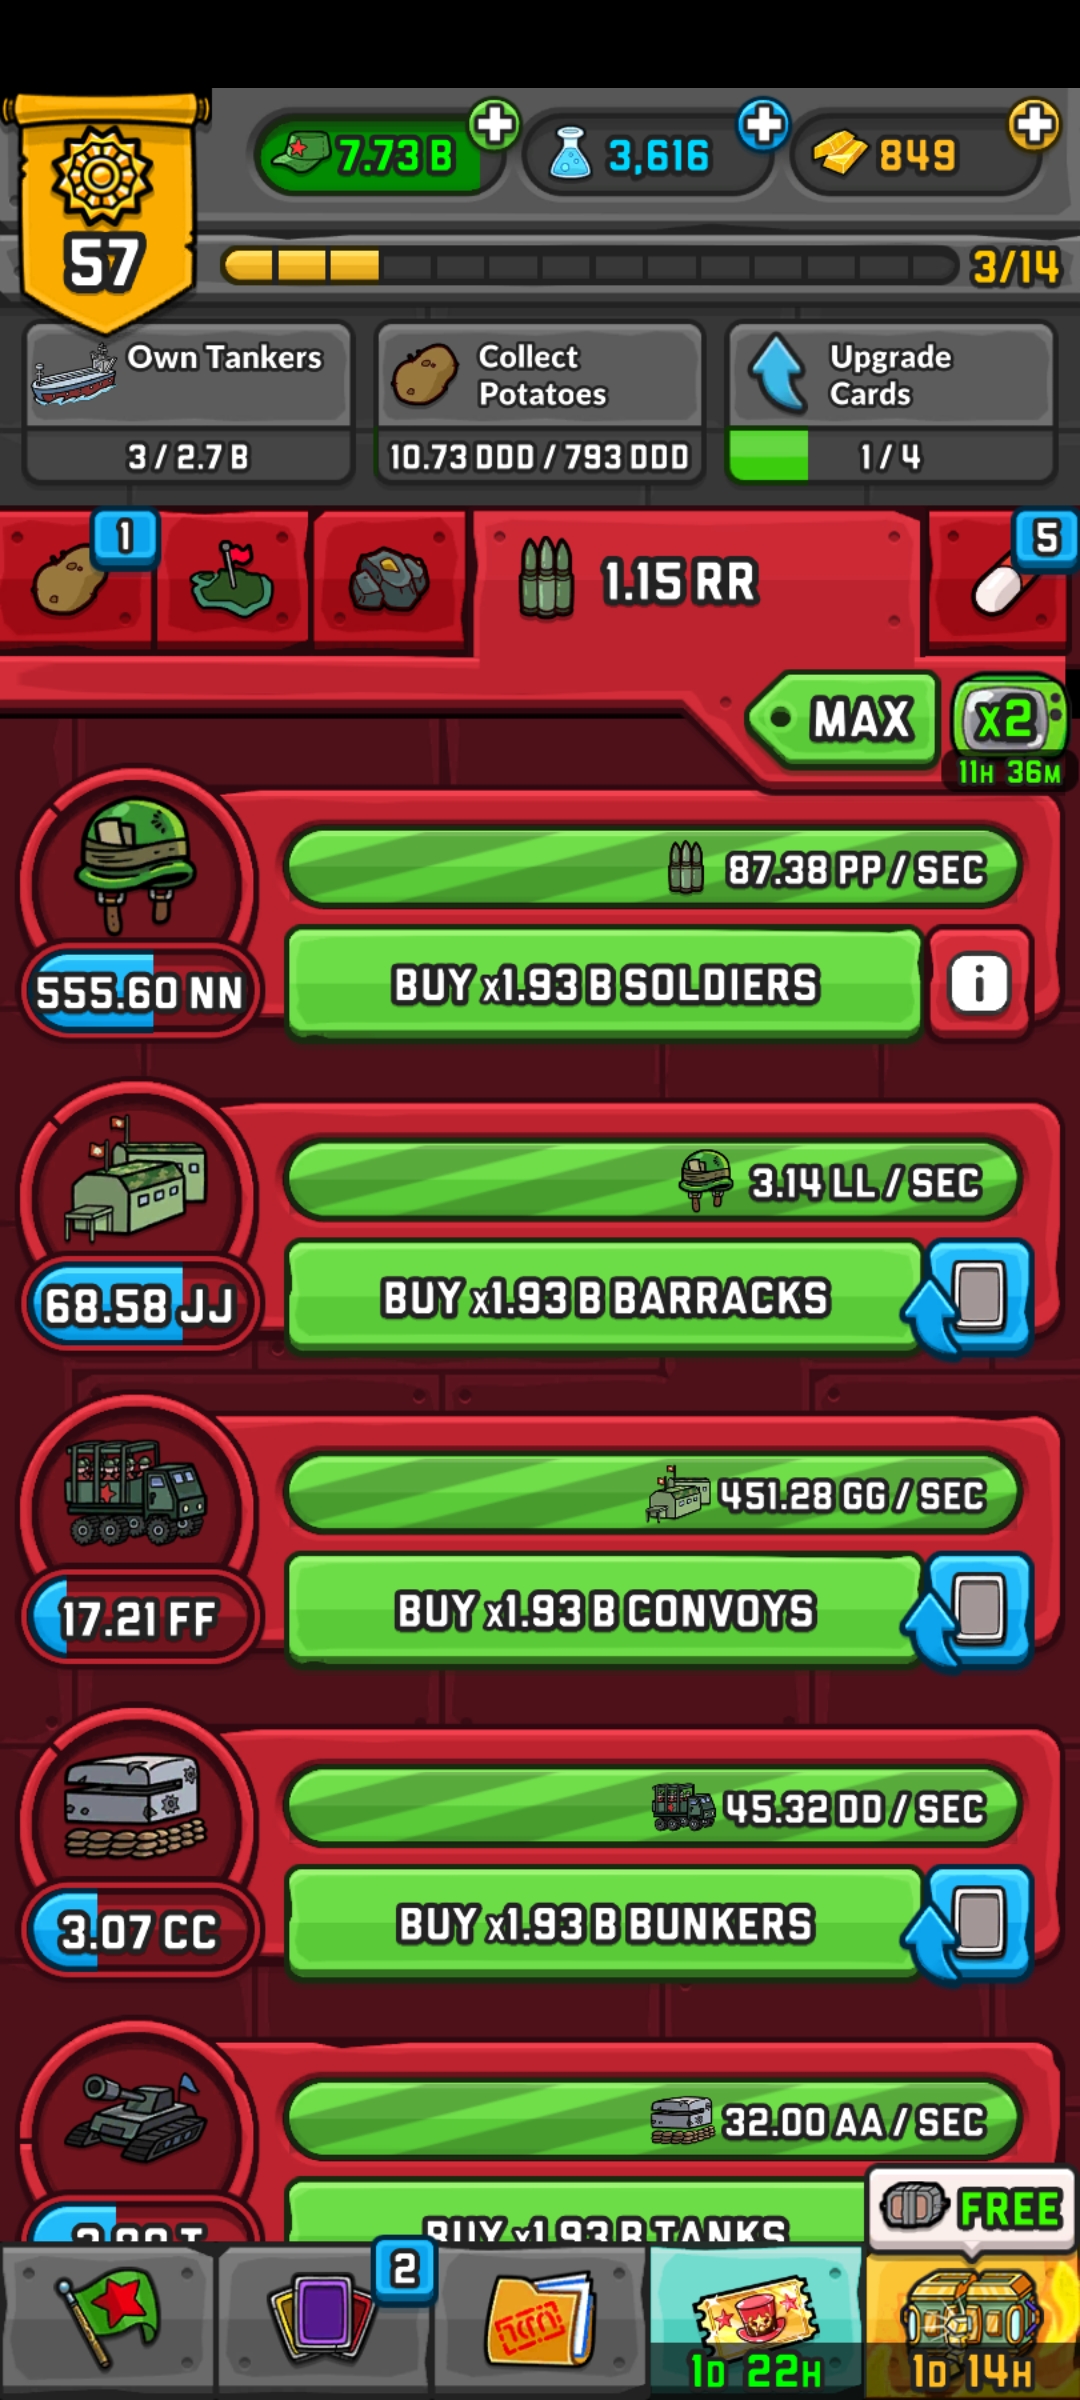 7.73 B
3,616
849
57
3/14
Own Tankers
3 / 2.7 B
Collect
Potatoes
10.73 DDD / 793 DDD
Upgrade
Cards
1 / 4
1
1.15 RR
5
MAX
x2
11H 36M
87.38 PP / SEC
555.60 NN
BUY x1.93 B SOLDIERS
i
3.14 LL / SEC
68.58 JJ
BUY x1.93 B BARRACKS
451.28 GG / SEC
17.21 FF
BUY x1.93 B CONVOYS
45.32 DD / SEC
3.07 CC
BUY x1.93 B BUNKERS
32.00 AA / SEC
BUY x1.93 B TANKS
FREE
2
1D 22H
1D 14H